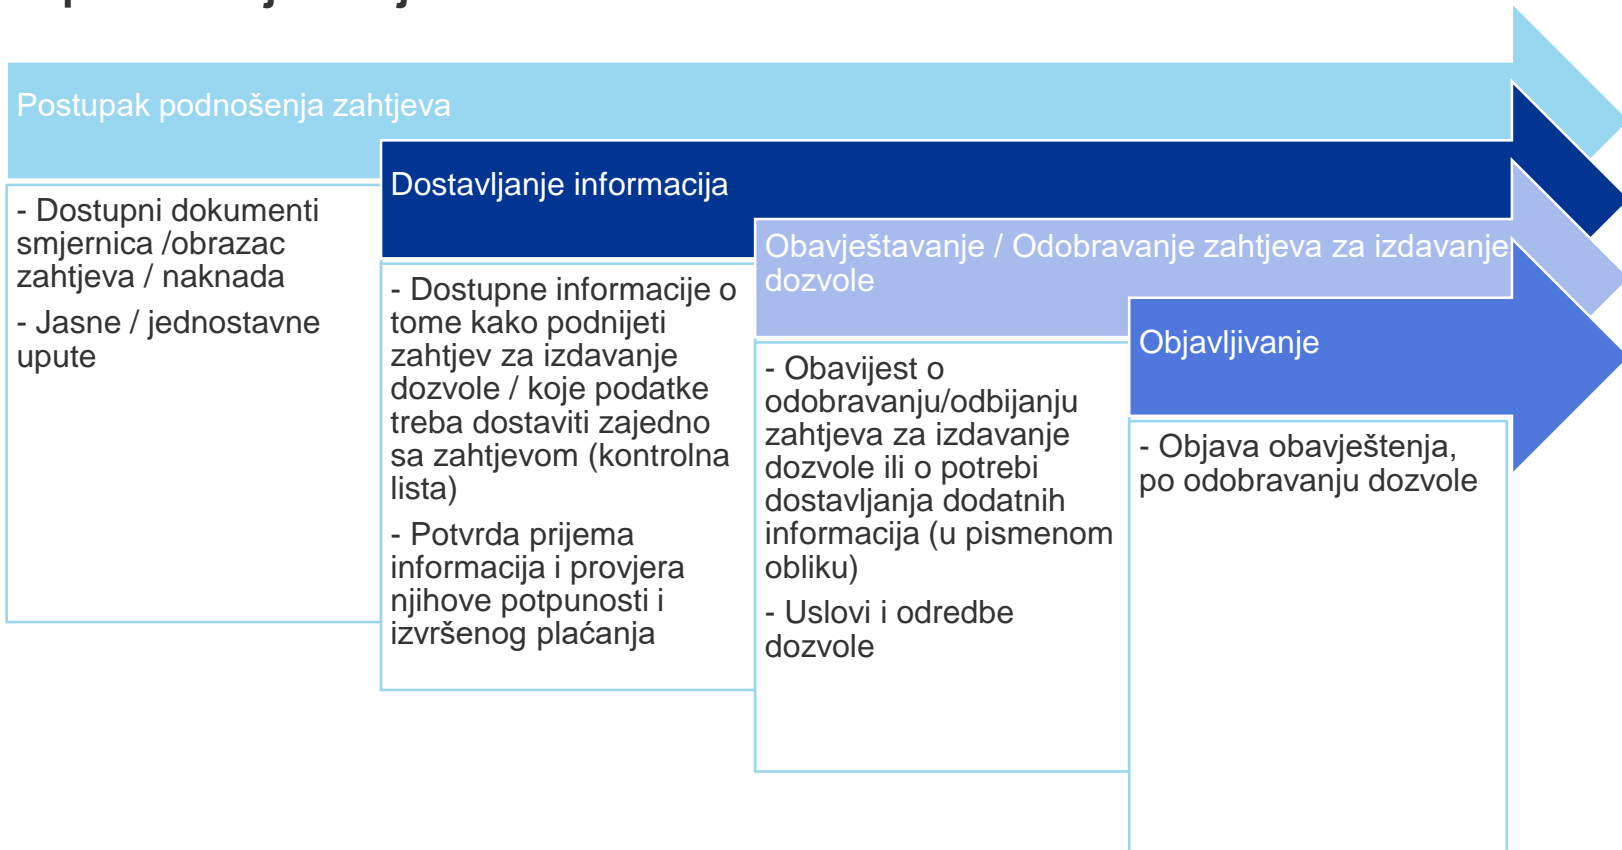 Postupak podnošenja zahtjeva
- Dostupni dokumenti
smjernica /obrazac
zahtjeva / naknada
- Jasne / jednostavne
upute
Dostavljanje informacija
- Dostupne informacije o
tome kako podnijeti
zahtjev za izdavanje
dozvole / koje podatke
treba dostaviti zajedno
sa zahtjevom (kontrolna
lista)
- Potvrda prijema
informacija i provjera
njihove potpunosti i
izvršenog plaćanja
Obavještavanje / Odobravanje zahtjeva za izdavanje
dozvole
- Obavijest o
odobravanju/odbijanju
zahtjeva za izdavanje
dozvole ili o potrebi
dostavljanja dodatnih
informacija (u pismenom
obliku)
- Uslovi i odredbe
dozvole
Objavljivanje
- Objava obavještenja,
po odobravanju dozvole